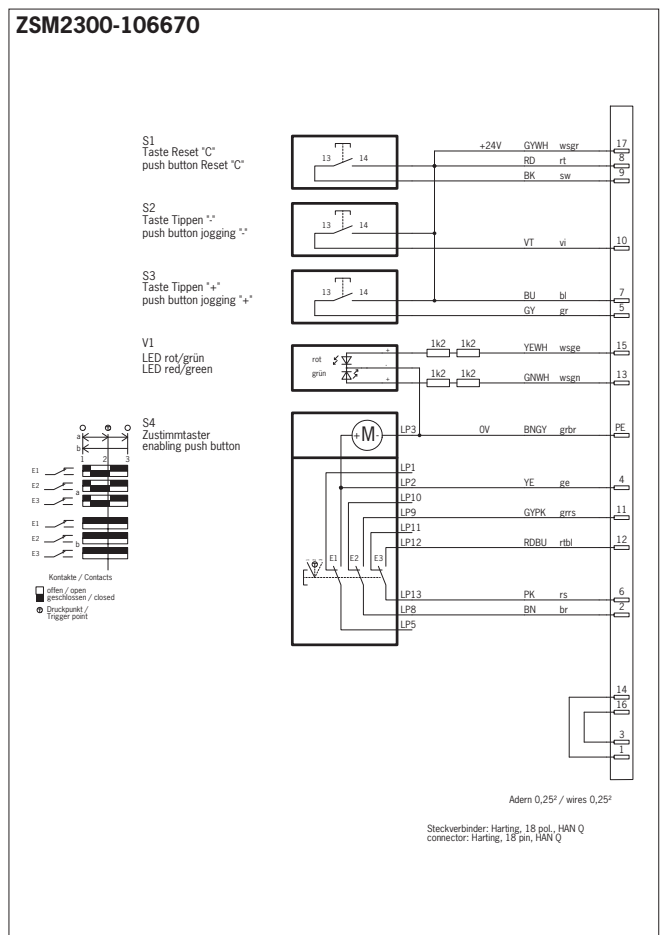 ZSM2300-106670
S1
Taste Reset "C"
push button Reset "C"
13 14
+24V GYWH wsgr 17
RD rt 8
BK sw 9
S2
Taste Tippen "-"
push button jogging "-"
13 14
VT vi 10
S3
Taste Tippen "+"
push button jogging "+"
13 14
BU bl 7
GY gr 5
V1
LED rot/grün
LED red/green
rot
grün
+
-
+
1k2 1k2 YEWH wsge 15
1k2 1k2 GNWH wsgn 13
S4
Zustimmtaster
enabling push button
+M- LP3 0V BNGY grbr PE
LP1
LP2 YE ge 4
LP10
LP9 GYPK grrs 11
LP11
LP12 RDBU rtbl 12
E1 E2 E3
LP13 PK rs 6
LP8 BN br 2
LP5
a
b
1 2 3
E1
E2
a
E3
E1
E2
b
E3
Kontakte / Contacts
offen / open
geschlossen / closed
Druckpunkt /
Trigger point
14
16
3
1
Adern 0,25² / wires 0,25²
Steckverbinder: Harting, 18 pol., HAN Q
connector: Harting, 18 pin, HAN Q